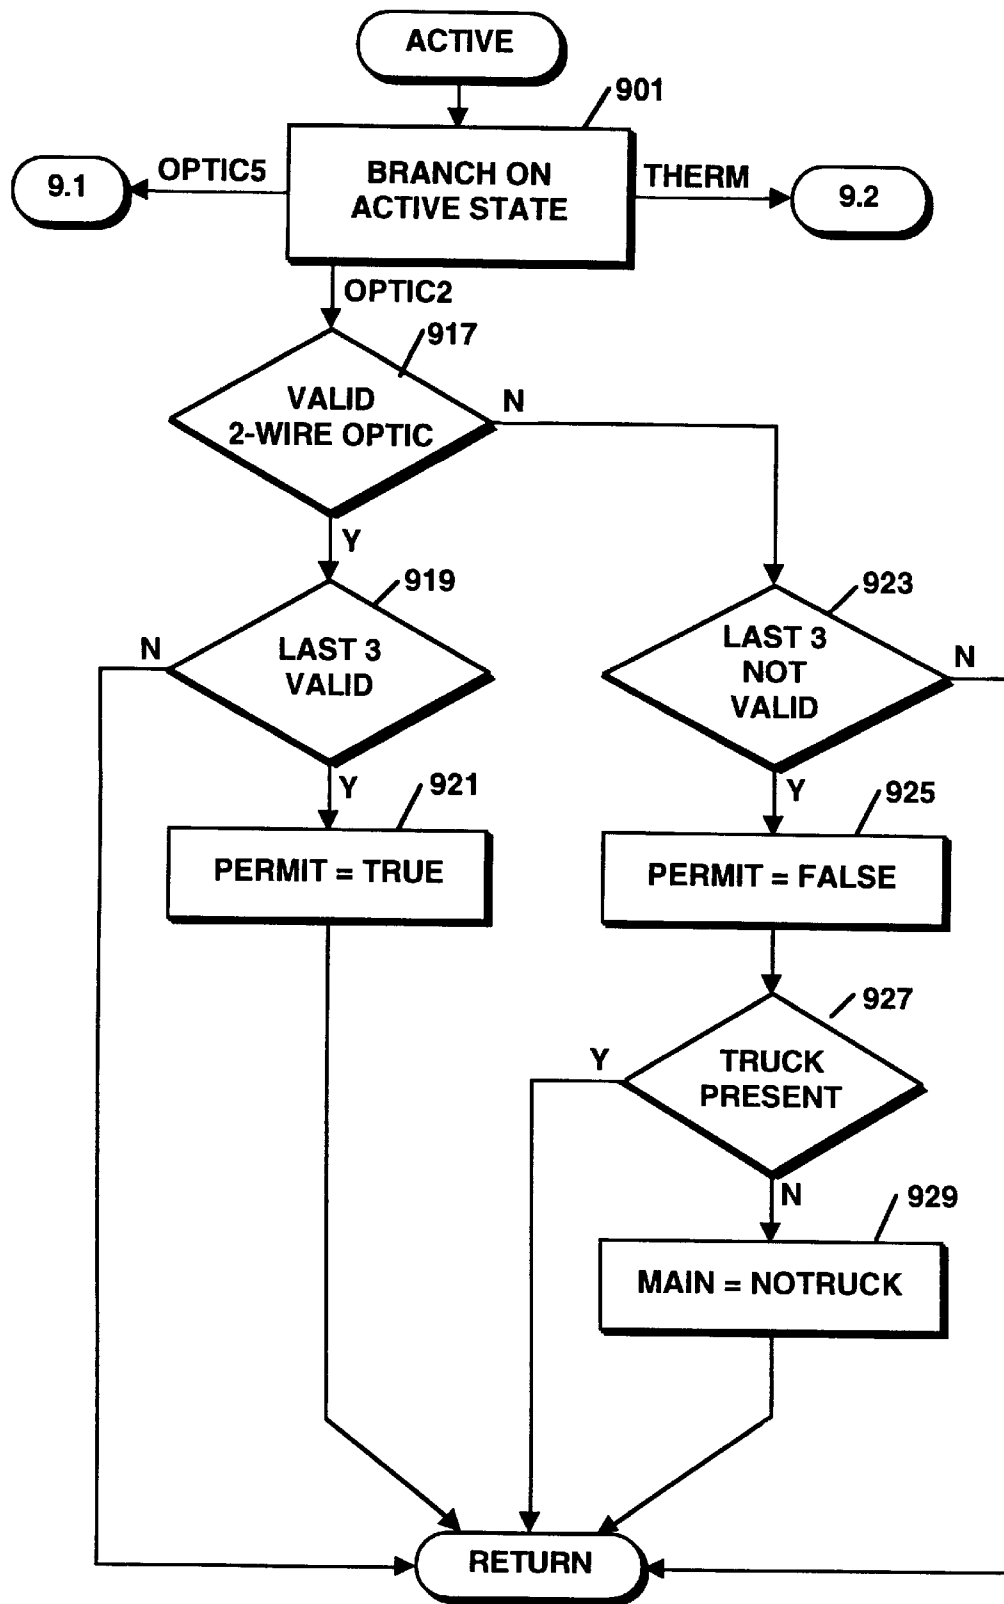 ACTIVE
901
BRANCH ON
ACTIVE STATE
OPTIC5
9.1
THERM
9.2
OPTIC2
917
VALID
2-WIRE OPTIC
N
Y
919
LAST 3
VALID
N
923
LAST 3
NOT
VALID
N
Y
921
PERMIT = TRUE
Y
925
PERMIT = FALSE
927
TRUCK
PRESENT
Y
N
929
MAIN = NOTRUCK
RETURN